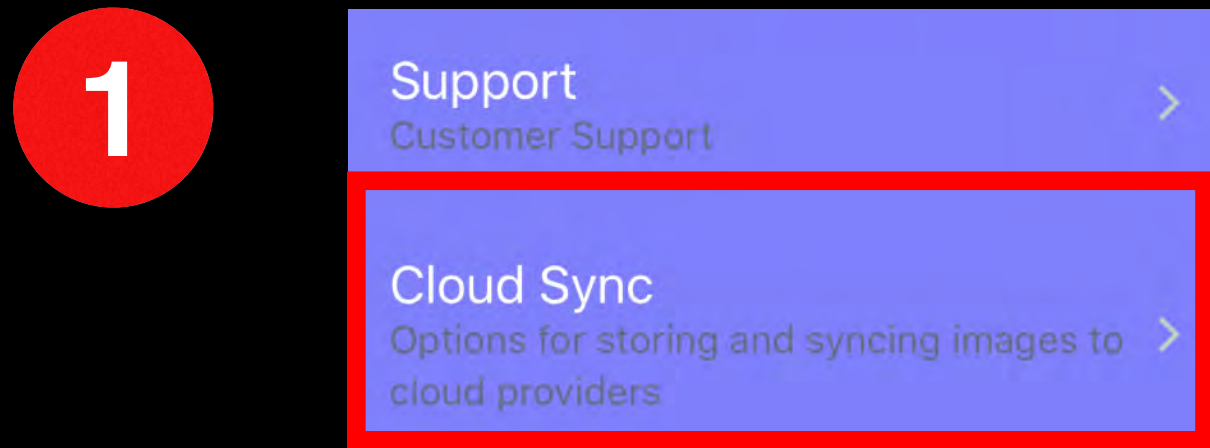 1
Support
Customer Support
Cloud Sync
Options for storing and syncing images to
cloud providers